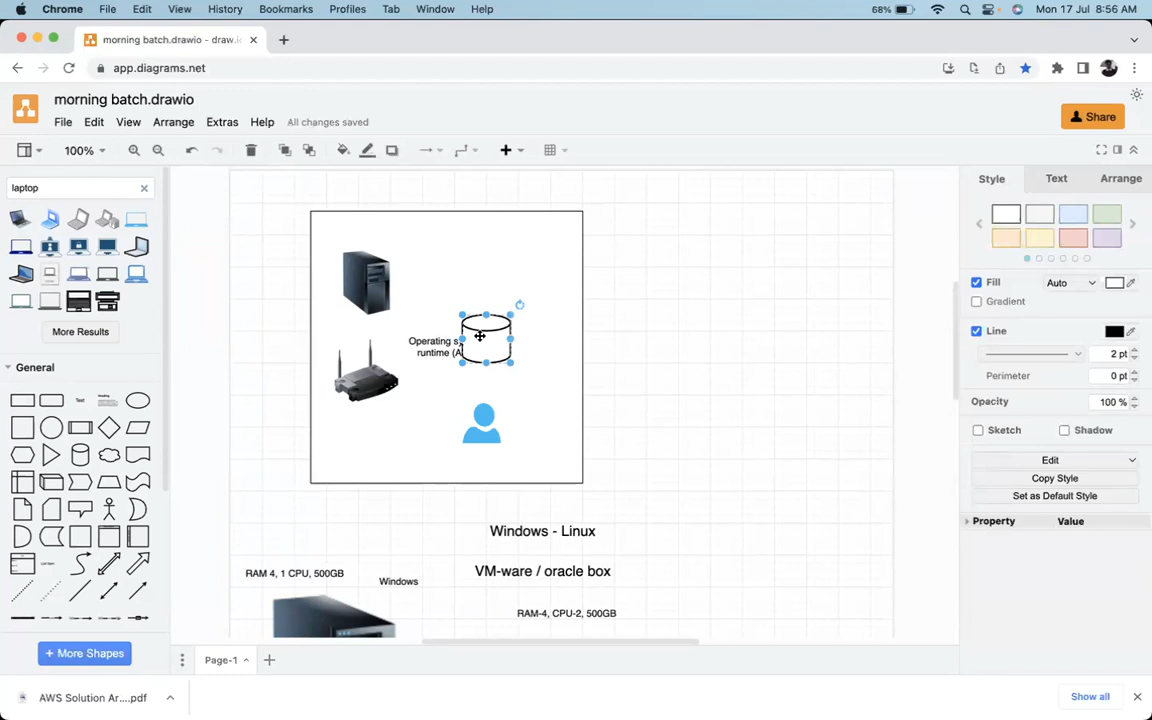 Chrome File Edit View History Bookmarks Profiles Tab Window Help 68% Mon 17 Jul 8:56 AM
morning batch.drawio - draw.i
app.diagrams.net
morning batch.drawio
File Edit View Arrange Extras Help All changes saved
Share
100%
laptop
Style Text Arrange
More Results
General
Text
Heading
List Item
Fill Auto
Gradient
Line
2 pt
Perimeter 0 pt
Opacity 100 %
Sketch Shadow
Edit
Copy Style
Set as Default Style
Property Value
Operating s
runtime (A
Windows - Linux
VM-ware / oracle box
RAM 4, 1 CPU, 500GB
Windows
RAM-4, CPU-2, 500GB
+ More Shapes
Page-1
AWS Solution Ar....pdf
Show all